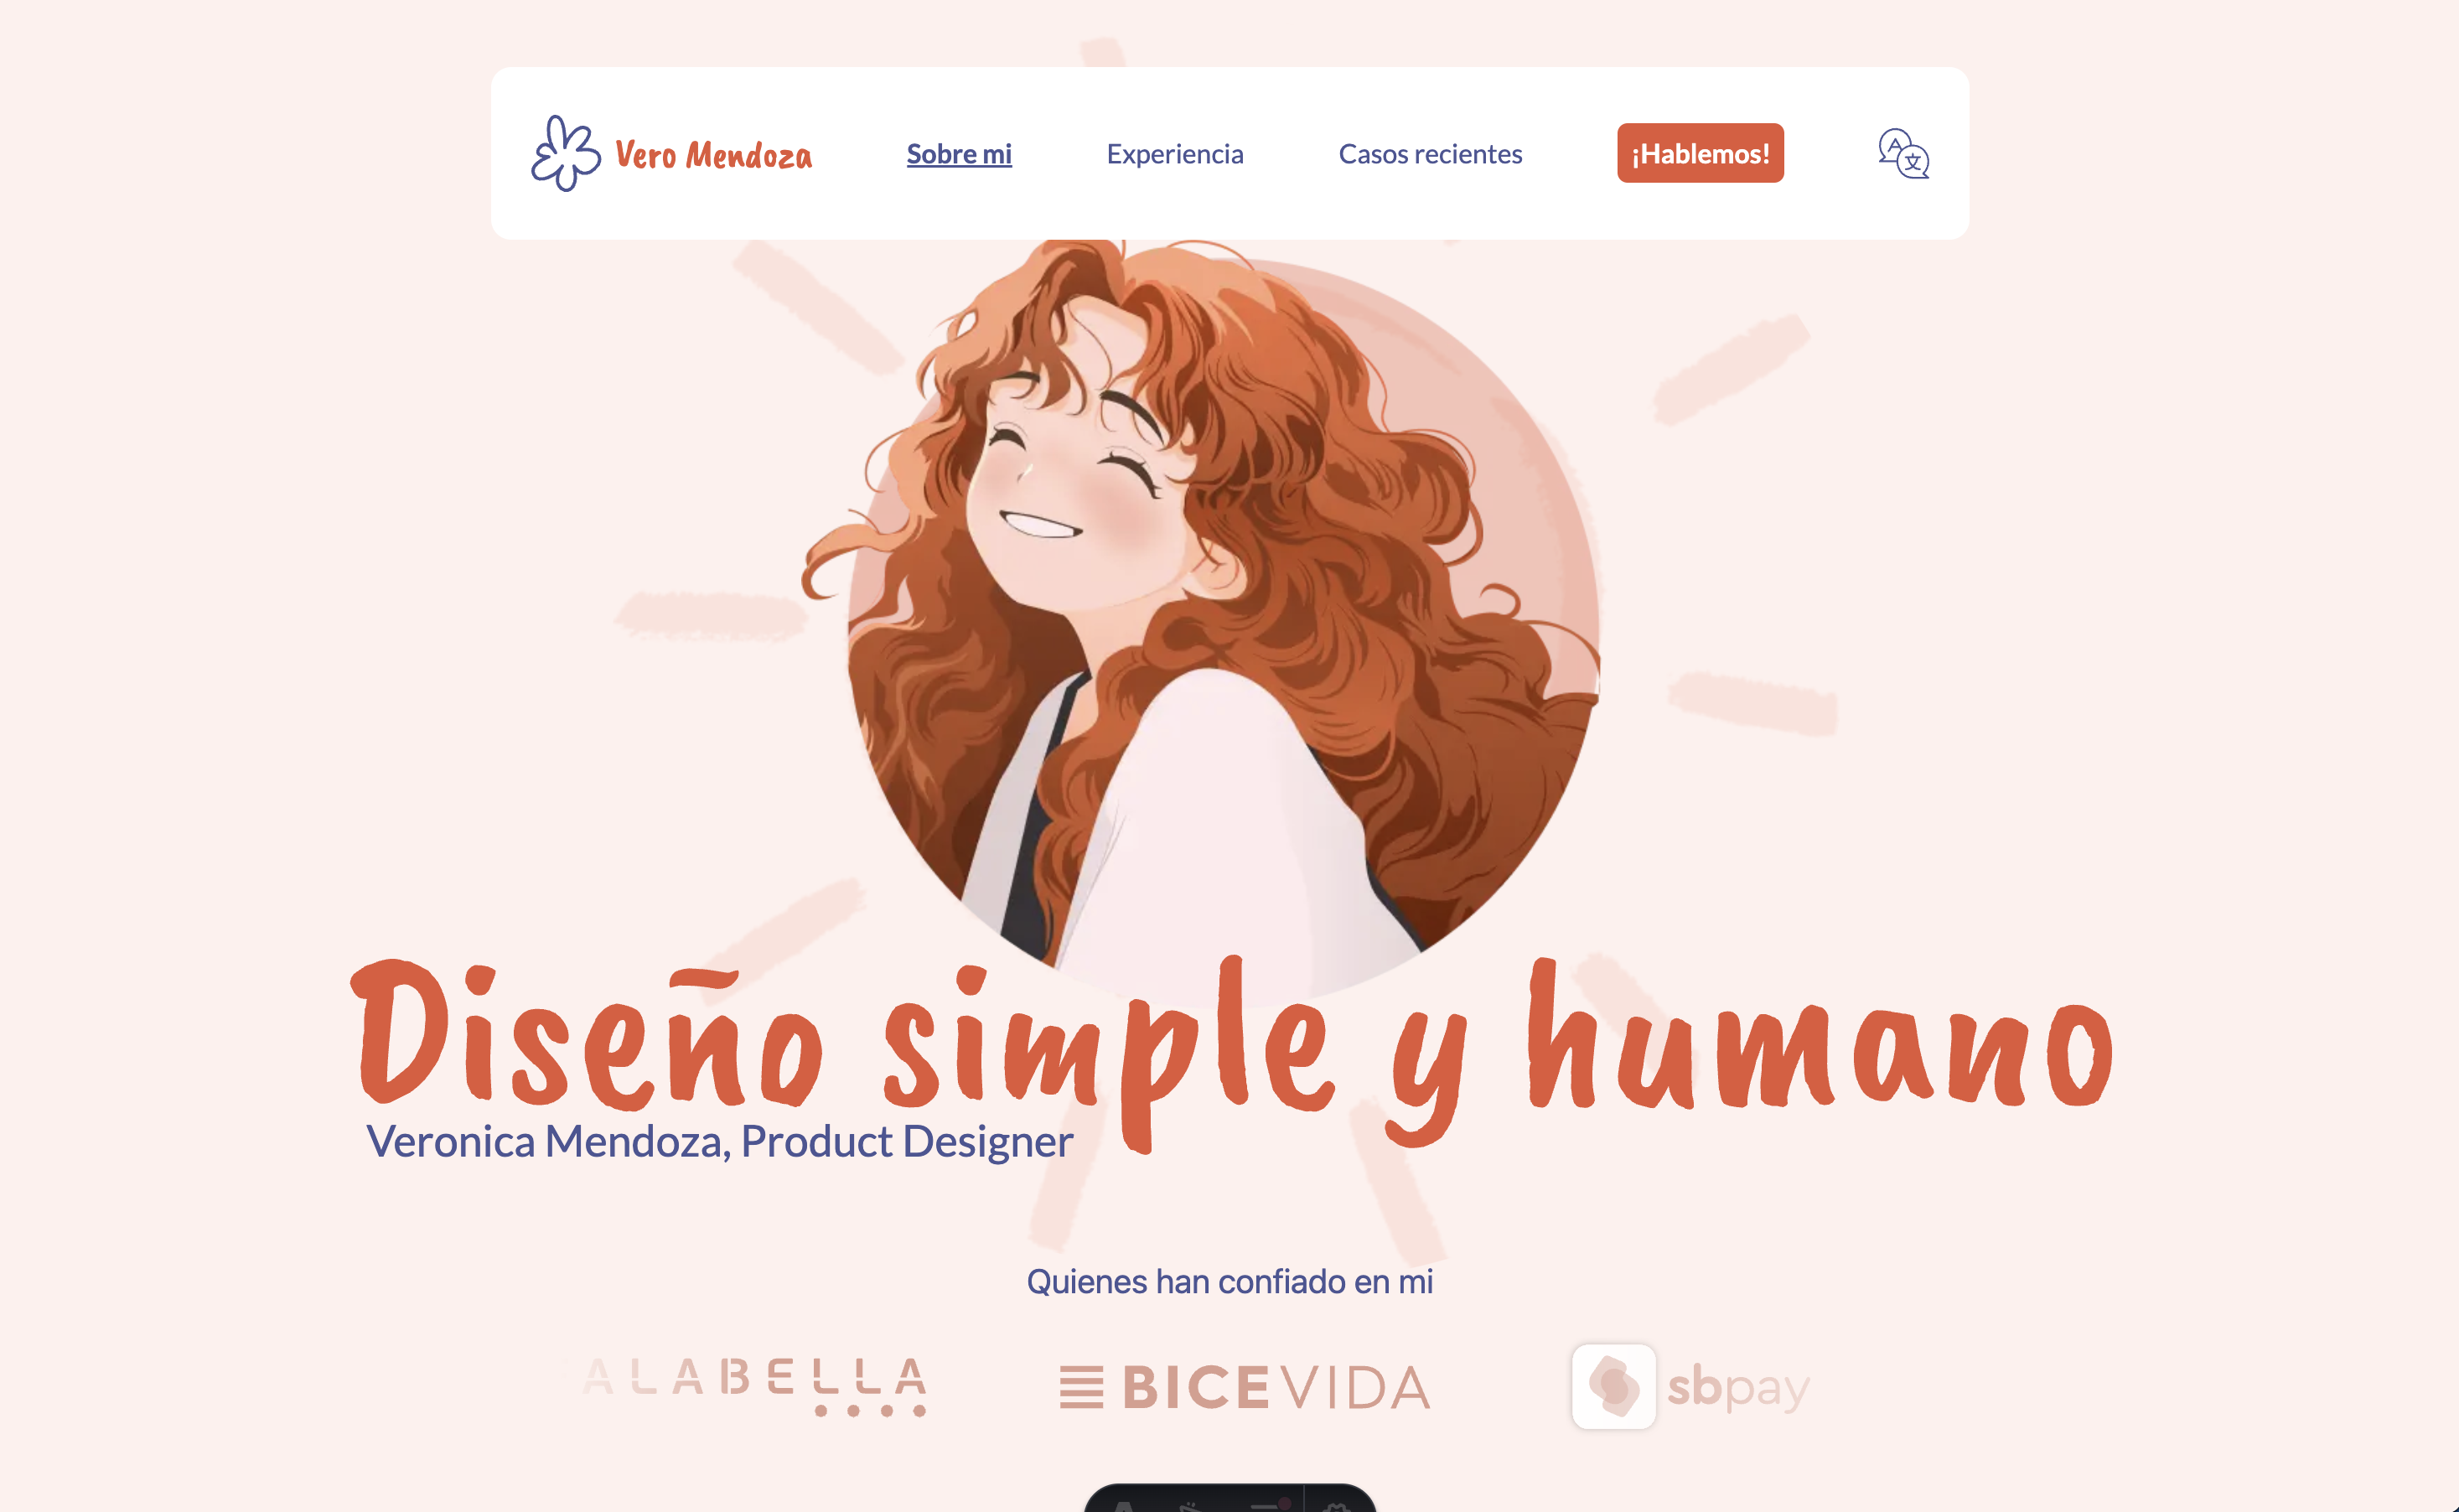 Vero Mendoza
Sobre mi
Experiencia
Casos recientes
¡Hablemos!
A 文
Diseño simple y humano
Veronica Mendoza, Product Designer
Quienes han confiado en mi
ALABELLA
BICEVIDA
sbpay